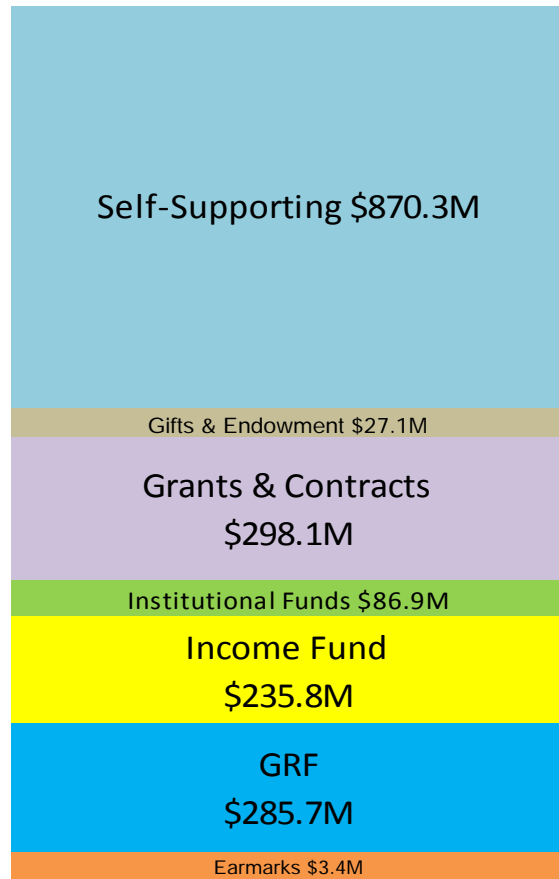 Self-Supporting $870.3M
Gifts & Endowment $27.1M
Grants & Contracts
$298.1M
Institutional Funds $86.9M
Income Fund
$235.8M
GRF
$285.7M
Earmarks $3.4M